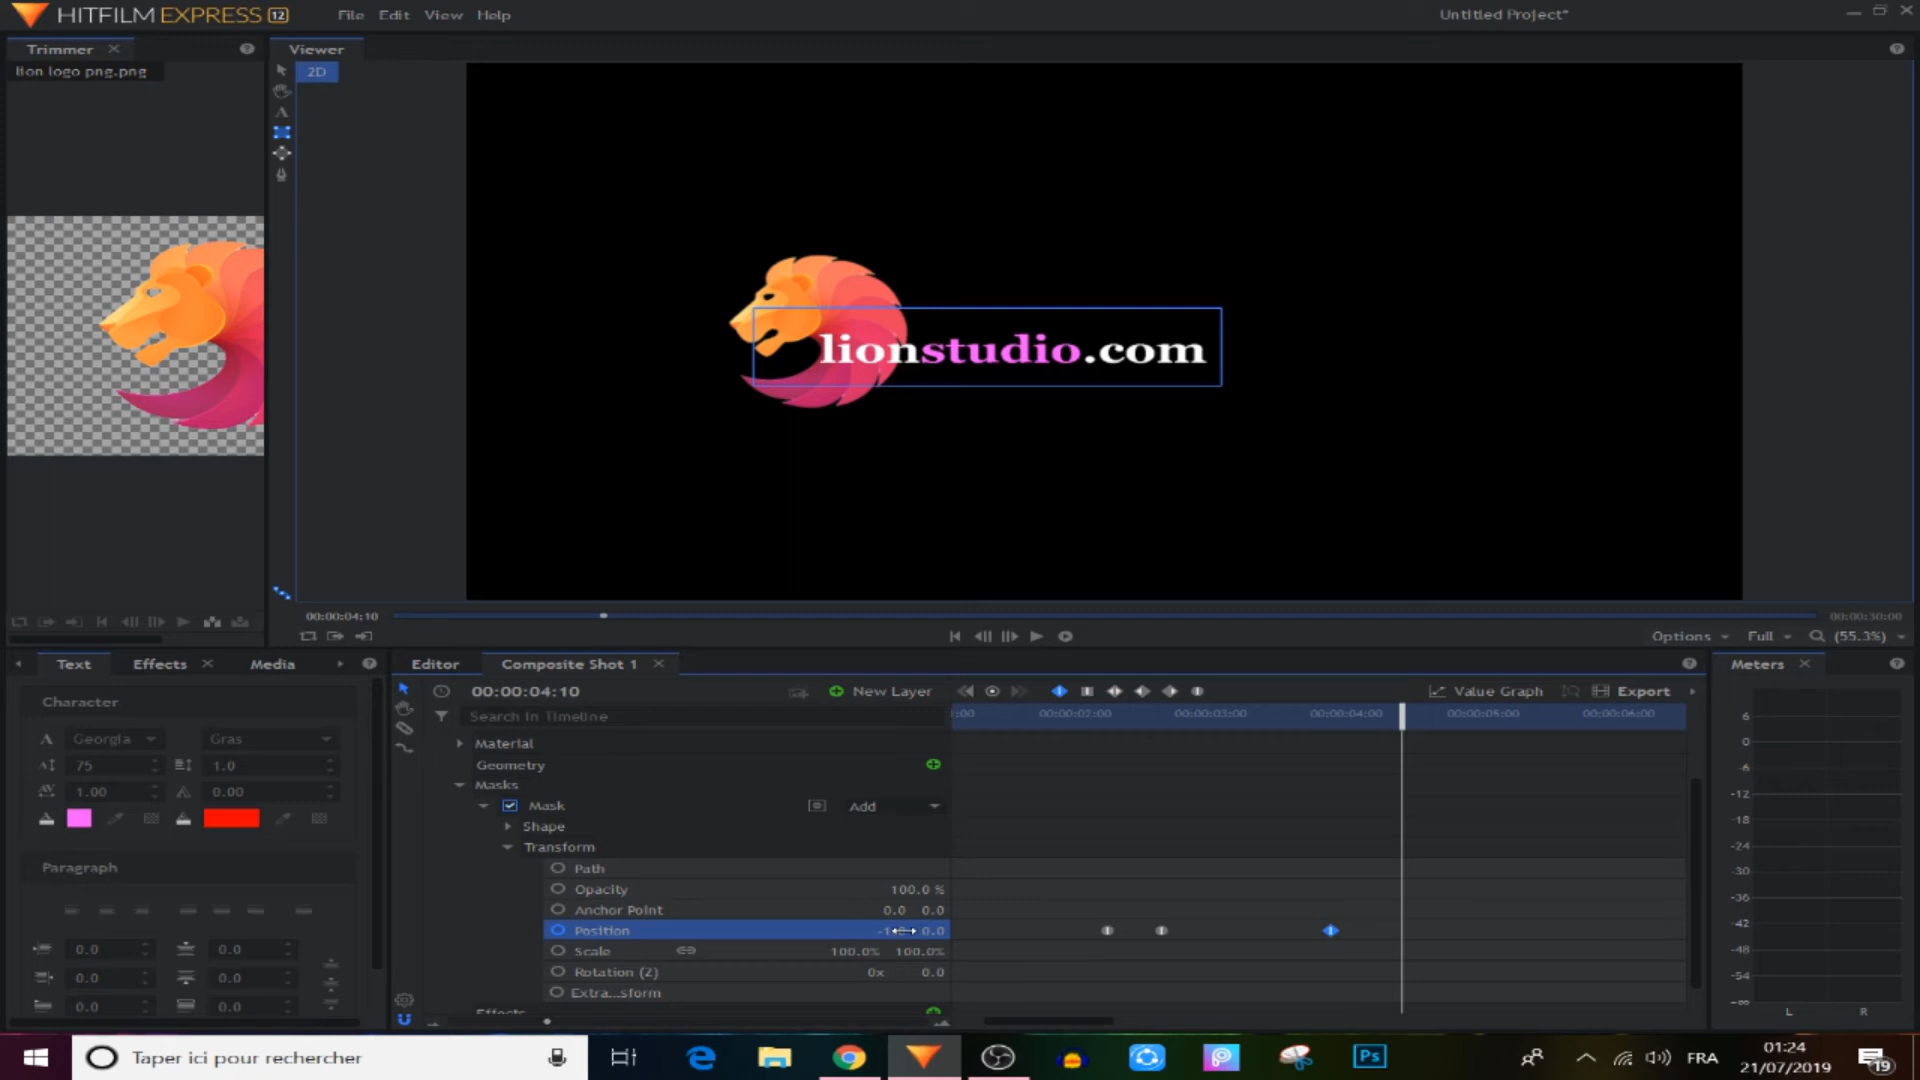 HITFILM EXPRESS 12 File Edit View Help Untitled Project*
Trimmer Viewer
lion logo png.png 2D
lionstudio.com
00:00:04:10 00:00:30:00
Options Full (55.3%)
Text Effects Media Editor Composite Shot 1 Meters
Character 00:00:04:10 New Layer Value Graph Export
Search in Timeline :00 00:00:02:00 00:00:03:00 00:00:04:00 00:00:05:00 00:00:06:00
Georgia Gras Material
75 1.0 Geometry
1.00 0.00 Masks
Mask Add
Shape
Transform
Paragraph Path
Opacity 100.0 %
Anchor Point 0.0 0.0
Position 0.0
0.0 0.0 Scale 100.0% 100.0%
0.0 0.0 Rotation (Z) 0x 0.0
0.0 0.0 Extra...sform
Effects
6
0
-6
-12
-18
-24
-30
-36
-42
-48
-54
-∞
L R
Taper ici pour rechercher Ps FRA 01:24
21/07/2019 19